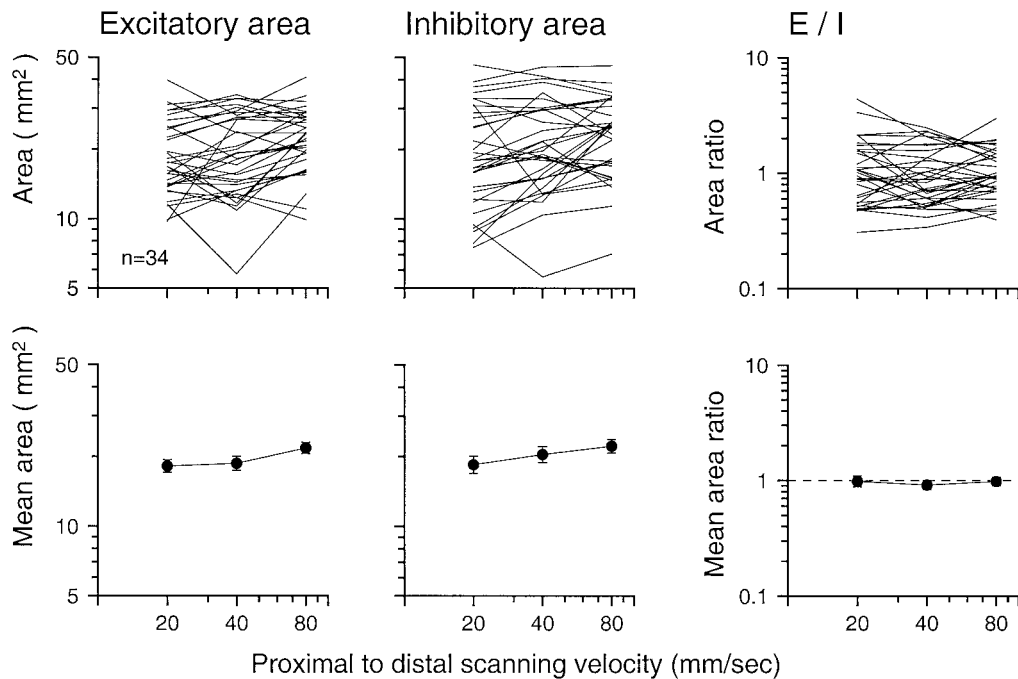 Excitatory area
Inhibitory area
E / I
Area ( mm²)
50
10
5
n=34
Area ratio
10
1
0.1
Mean area ( mm²)
50
10
5
20 40 80
20 40 80
Mean area ratio
10
1
0.1
20 40 80
Proximal to distal scanning velocity (mm/sec)